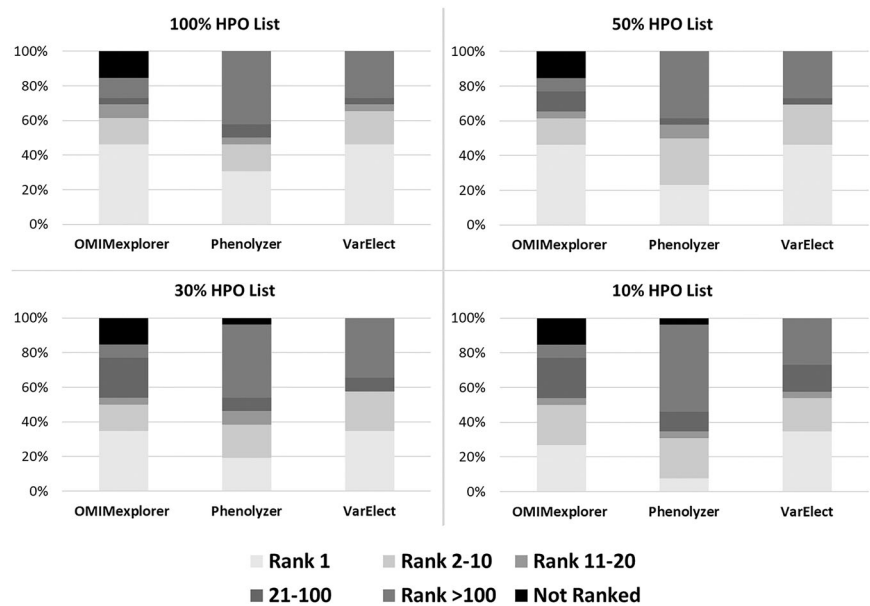 100% HPO List
100%
80%
60%
40%
20%
0%
OMIMexplorer Phenolyzer VarElect
50% HPO List
100%
80%
60%
40%
20%
0%
OMIMexplorer Phenolyzer VarElect
30% HPO List
100%
80%
60%
40%
20%
0%
OMIMexplorer Phenolyzer VarElect
10% HPO List
100%
80%
60%
40%
20%
0%
OMIMexplorer Phenolyzer VarElect
Rank 1 Rank 2-10 Rank 11-20
21-100 Rank >100 Not Ranked